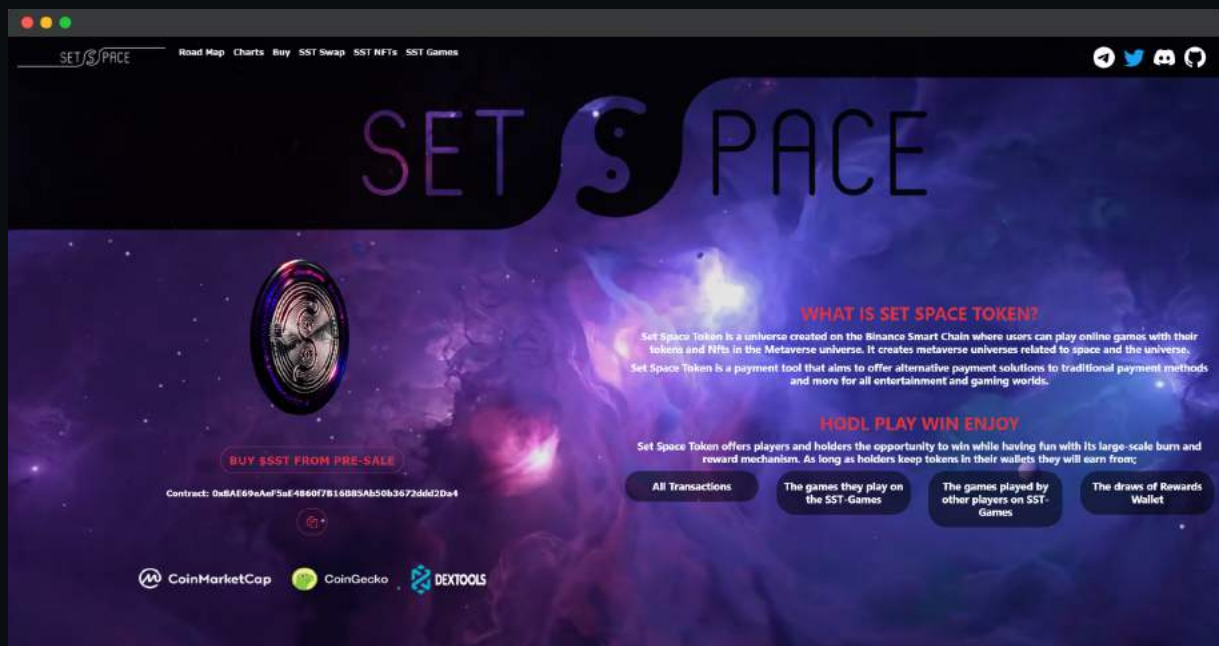 SET SPACE
Road Map Charts Buy SST Swap SST NFTs SST Games
SET SPACE
WHAT IS SET SPACE TOKEN?
Set Space Token is a universe created on the Binance Smart Chain where users can play online games with their
tokens and Nfts in the Metaverse universe. It creates metaverse universes related to space and the universe.
Set Space Token is a payment tool that aims to offer alternative payment solutions to traditional payment methods
and more for all entertainment and gaming worlds.
HODL PLAY WIN ENJOY
Set Space Token offers players and holders the opportunity to win while having fun with its large-scale burn and
reward mechanism. As long as holders keep tokens in their wallets they will earn from;
All Transactions
The games they play on
the SST-Games
The games played by
other players on SST-
Games
The draws of Rewards
Wallet
BUY $SST FROM PRE-SALE
Contract: 0x8AE69eAeF5aE4860f7B16B85Ab50b3672ddd2Da4
CoinMarketCap CoinGecko DEXTOOLS